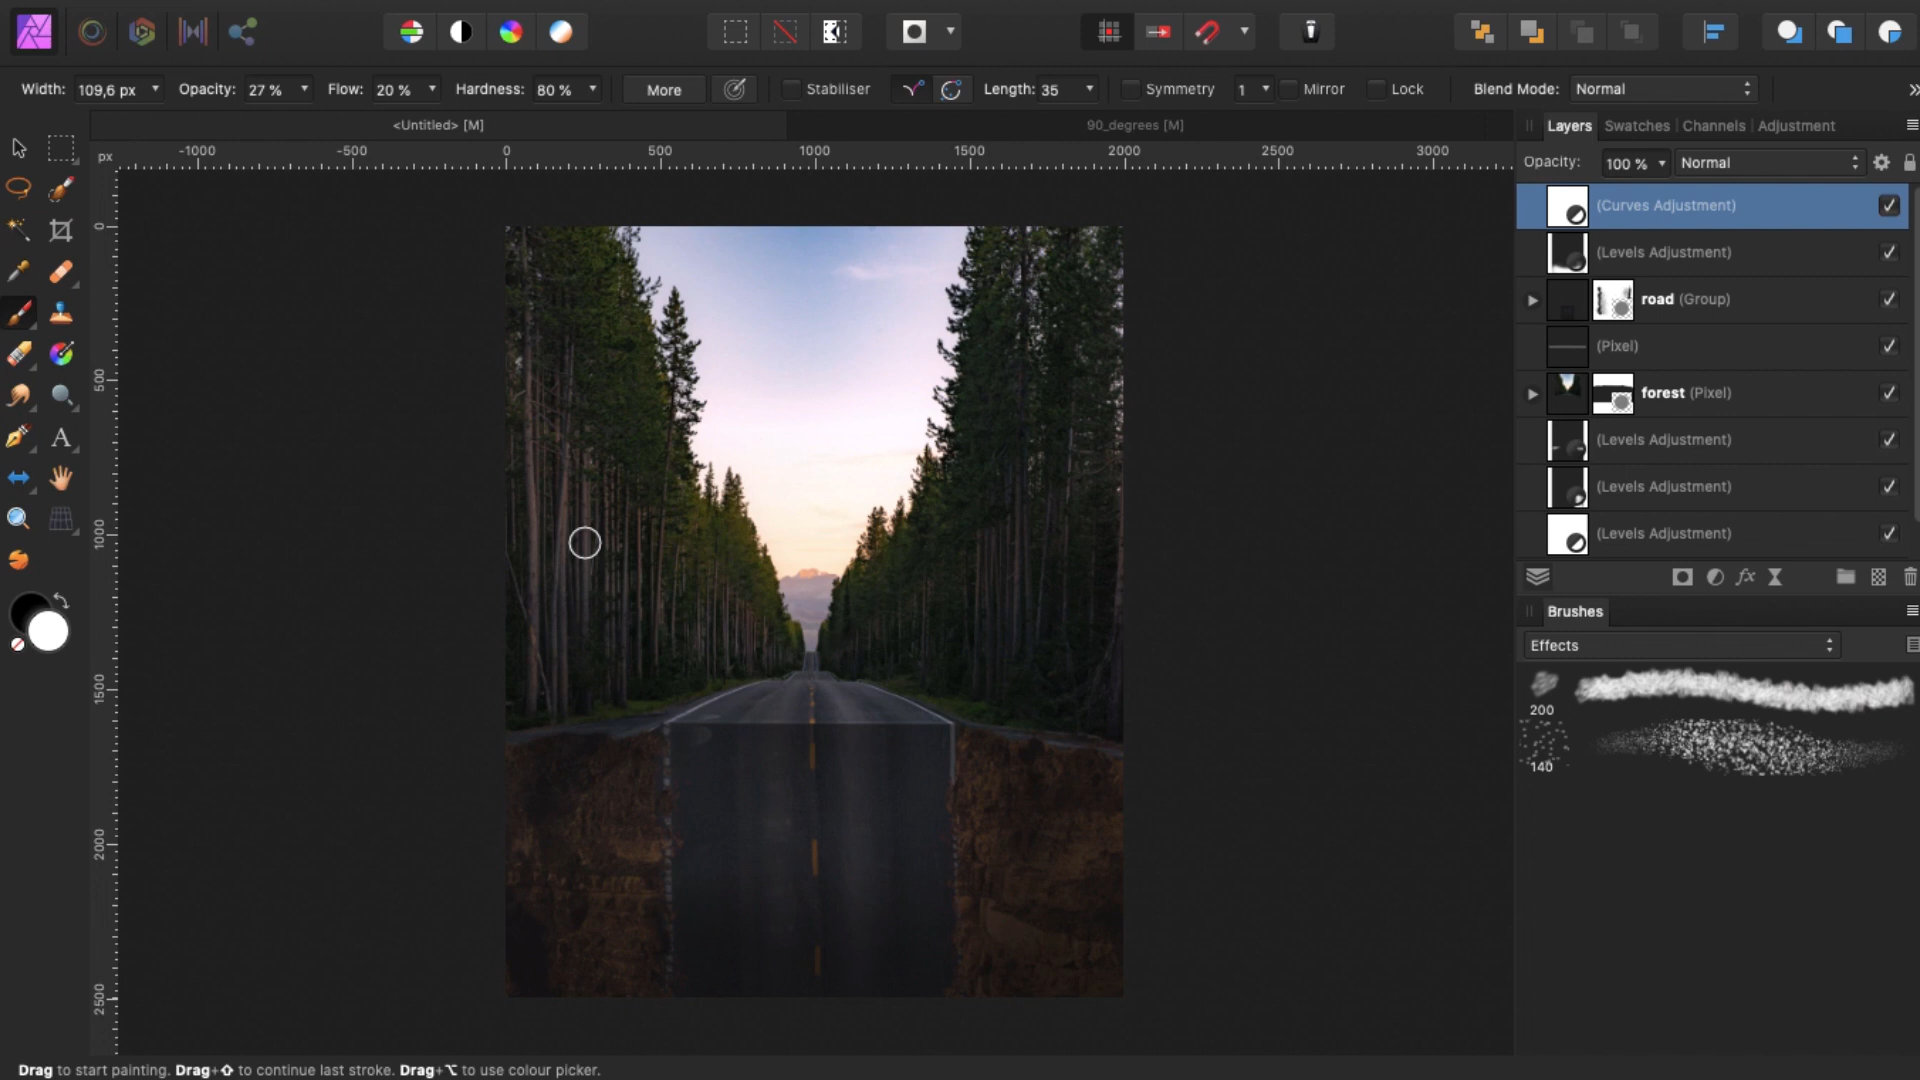 Width: 109,6 px Opacity: 27 % Flow: 20 % Hardness: 80 % More Stabiliser Length: 35 Symmetry 1 Mirror Lock Blend Mode: Normal
<Untitled> [M] 90_degrees [M]
Layers Swatches Channels Adjustment
px -1000 -500 0 500 1000 1500 2000 2500 3000
Opacity: 100 % Normal
(Curves Adjustment)
(Levels Adjustment)
road (Group)
(Pixel)
forest (Pixel)
(Levels Adjustment)
(Levels Adjustment)
(Levels Adjustment)
0
500
1000
1500
2000
2500
Brushes
Effects
200
140
Drag to start painting. Drag+⇧ to continue last stroke. Drag+⌥ to use colour picker.